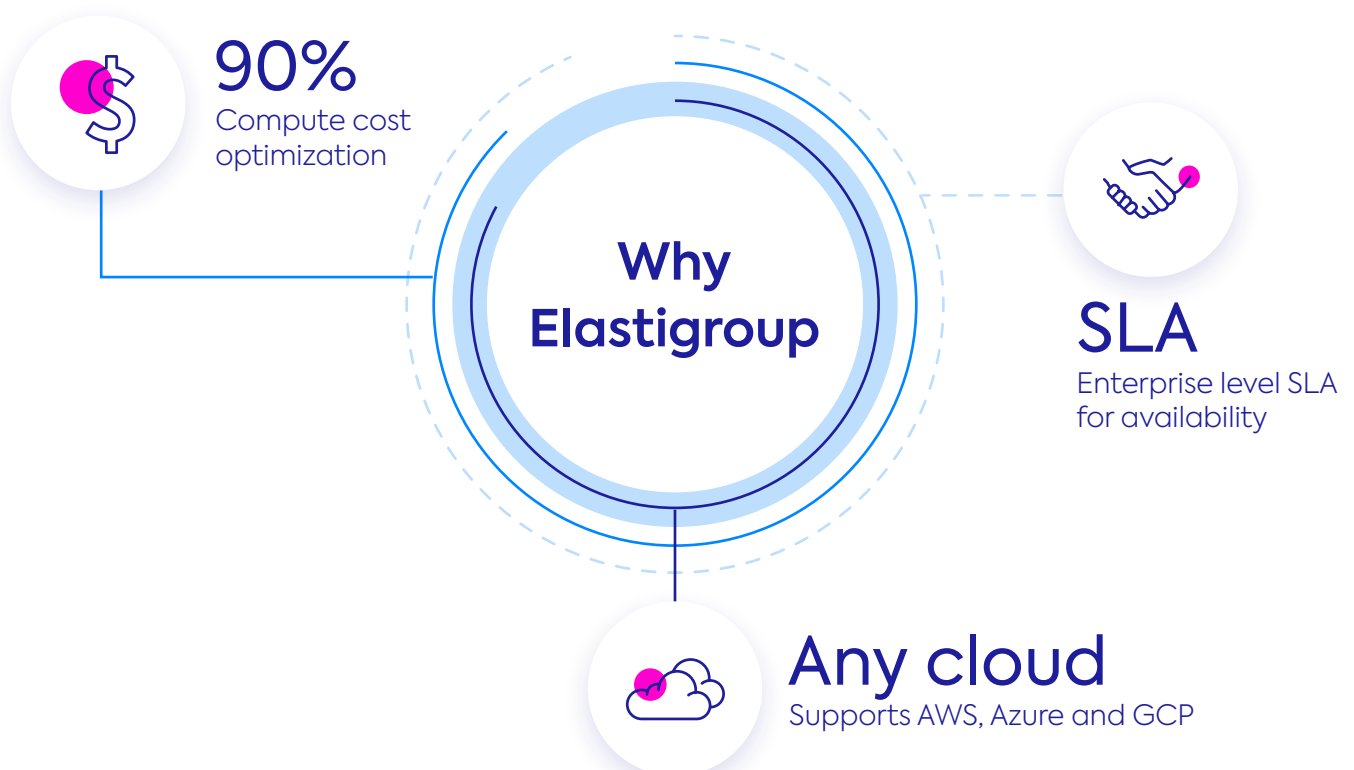 90%
Compute cost
optimization
Why
Elastigroup
SLA
Enterprise level SLA
for availability
Any cloud
Supports AWS, Azure and GCP